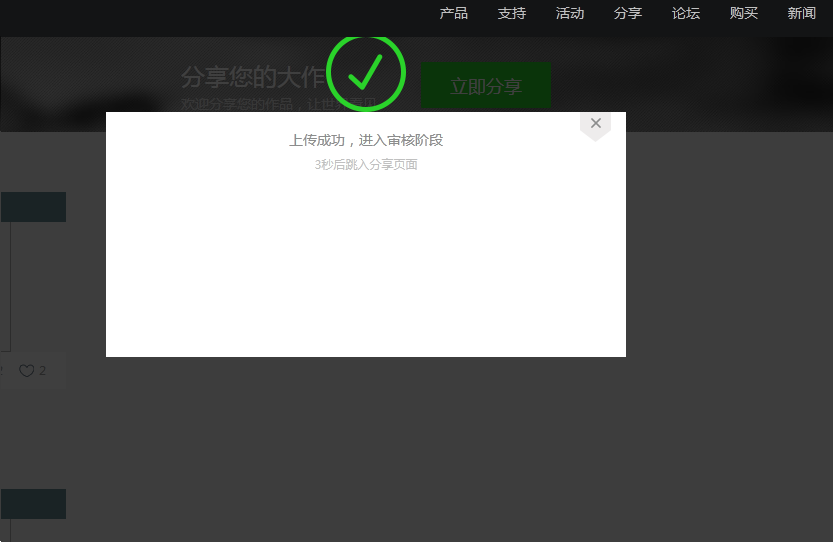 产品 支持 活动 分享 论坛 购买 新闻
分享您的大作
立即分享
欢迎分享您的作品，让世界
上传成功，进入审核阶段
3秒后跳入分享页面
2